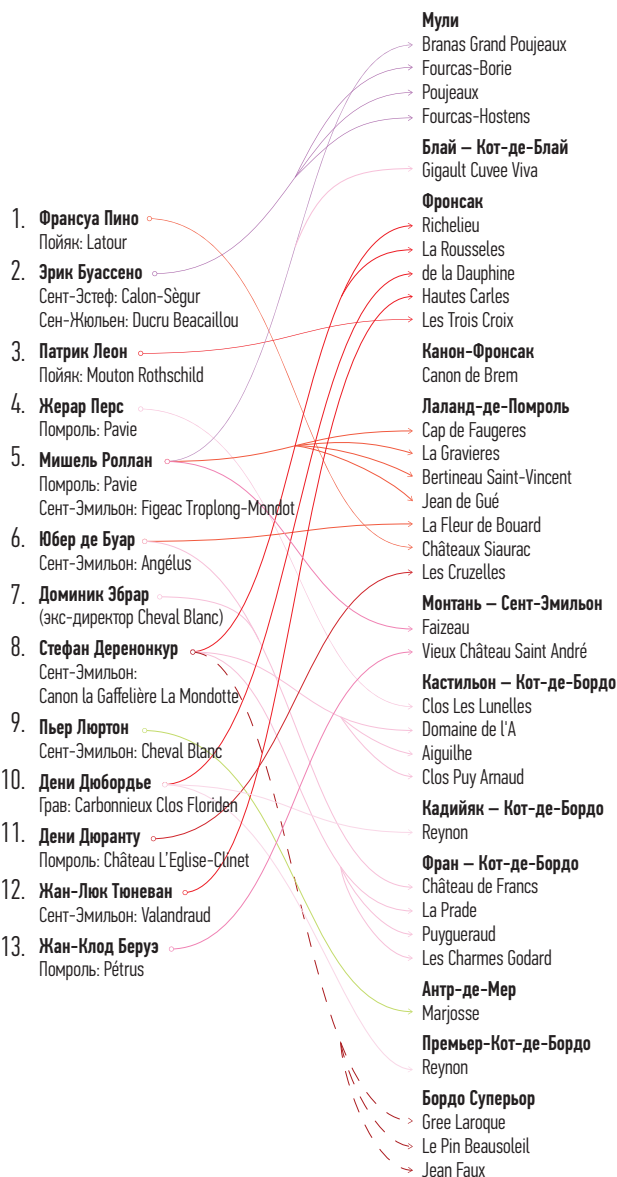 1. Франсуа Пино
Пойяк: Latour
2. Эрик Буассено
Сент-Эстеф: Calon-Sègur
Сен-Жюльен: Ducru Beacaillou
3. Патрик Леон
Пойяк: Mouton Rothschild
4. Жерар Перс
Помроль: Pavie
5. Мишель Роллан
Помроль: Pavie
Сент-Эмильон: Figeac Troplong-Mondot
6. Юбер де Буар
Сент-Эмильон: Angélus
7. Доминик Эбрар
(экс-директор Cheval Blanc)
8. Стефан Деренонкур
Сент-Эмильон:
Canon la Gaffelière La Mondotte
9. Пьер Люртон
Сент-Эмильон: Cheval Blanc
10. Дени Дюбордье
Грав: Carbonnieux Clos Floriden
11. Дени Дюранту
Помроль: Château L'Eglise-Clinet
12. Жан-Люк Тюневан
Сент-Эмильон: Valandraud
13. Жан-Клод Беруэ
Помроль: Pétrus
Мули
Branas Grand Poujeaux
Fourcas-Borie
Poujeaux
Fourcas-Hostens
Блай – Кот-де-Блай
Gigault Cuvee Viva
Фронсак
Richelieu
La Rousseles
de la Dauphine
Hautes Carles
Les Trois Croix
Канон-Фронсак
Canon de Brem
Лаланд-де-Помроль
Cap de Faugeres
La Gravieres
Bertineau Saint-Vincent
Jean de Gué
La Fleur de Bouard
Châteaux Siaurac
Les Cruzelles
Монтань – Сент-Эмильон
Faizeau
Vieux Château Saint André
Кастильон – Кот-де-Бордо
Clos Les Lunelles
Domaine de l'A
Aiguilhe
Clos Puy Arnaud
Кадийяк – Кот-де-Бордо
Reynon
Фран – Кот-де-Бордо
Château de Francs
La Prade
Puygueraud
Les Charmes Godard
Антр-де-Мер
Marjosse
Премьер-Кот-де-Бордо
Reynon
Бордо Суперьор
Gree Laroque
Le Pin Beausoleil
Jean Faux